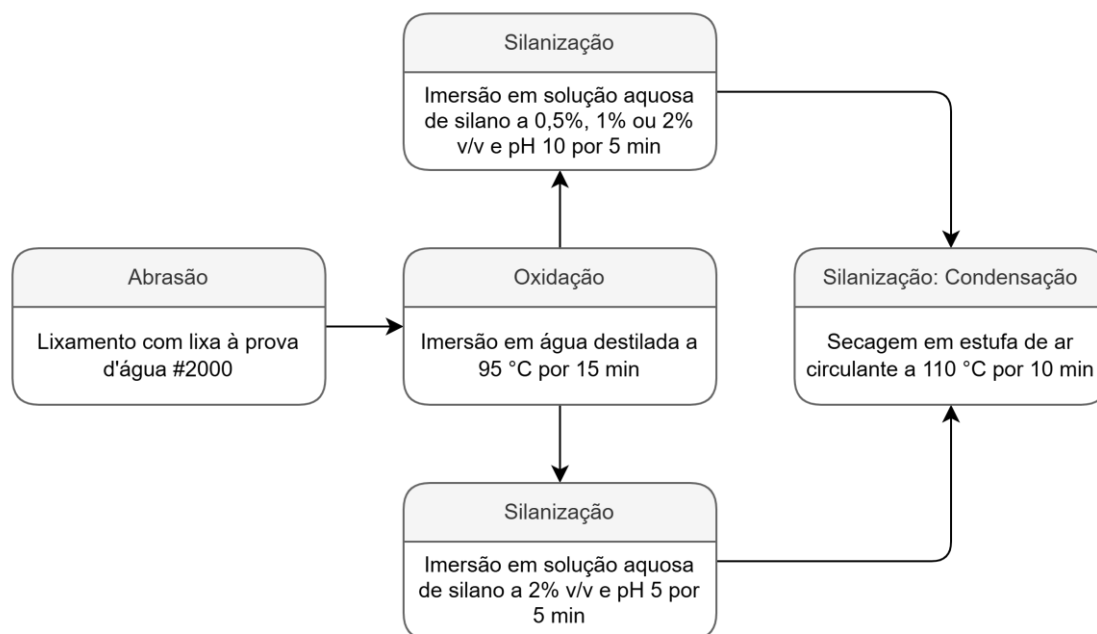 Silanização
Imersão em solução aquosa
de silano a 0,5%, 1% ou 2%
v/v e pH 10 por 5 min
Abrasão
Lixamento com lixa à prova
d'água #2000
Oxidação
Imersão em água destilada a
95 °C por 15 min
Silanização: Condensação
Secagem em estufa de ar
circulante a 110 °C por 10 min
Silanização
Imersão em solução aquosa
de silano a 2% v/v e pH 5 por
5 min